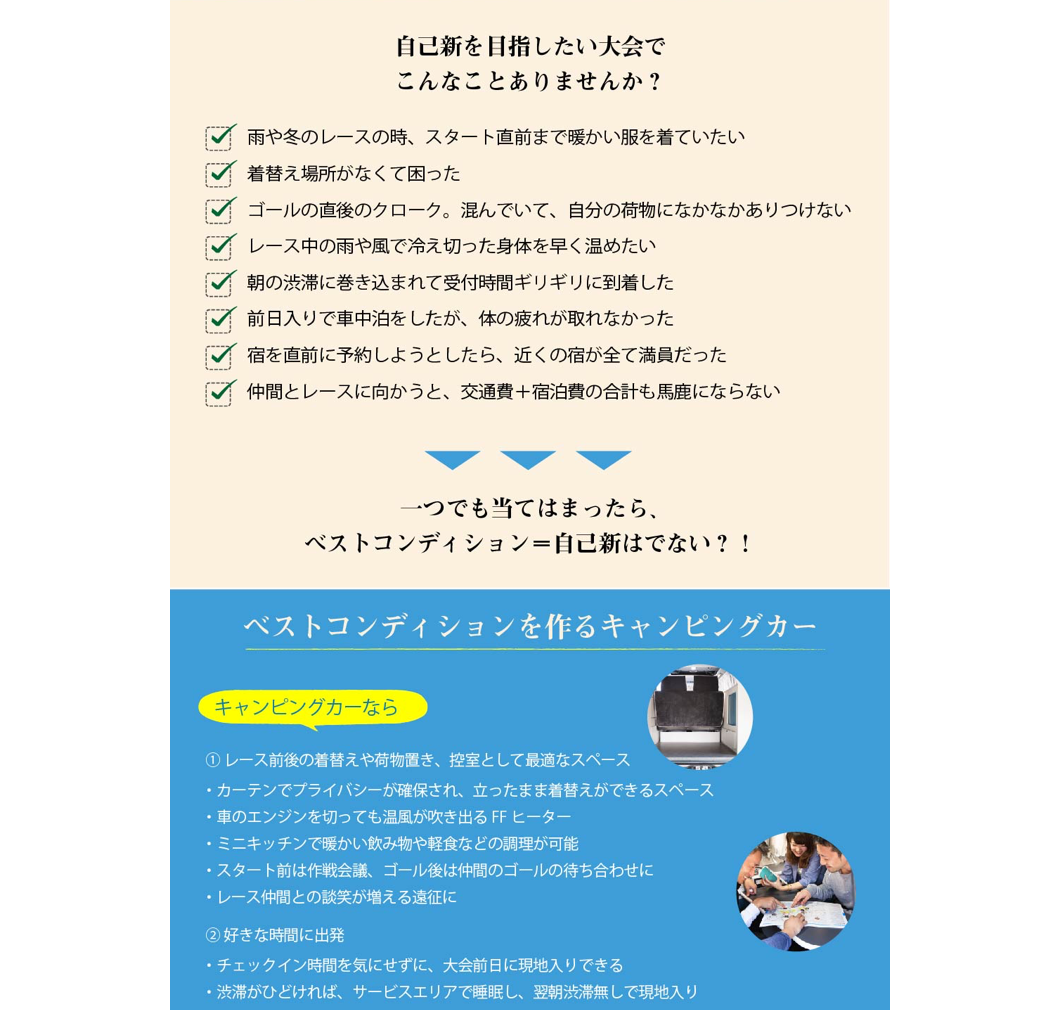 自己新を目指したい大会で
こんなことありませんか？
雨や冬のレースの時、スタート直前まで暖かい服を着ていたい
着替え場所がなくて困った
ゴールの直後のクローク。混んでいて、自分の荷物になかなかありつけない
レース中の雨や風で冷え切った身体を早く温めたい
朝の渋滞に巻き込まれて受付時間ギリギリに到着した
前日入りで車中泊をしたが、体の疲れが取れなかった
宿を直前に予約しようとしたら、近くの宿が全て満員だった
仲間とレースに向かうと、交通費＋宿泊費の合計も馬鹿にならない
一つでも当てはまったら、
ベストコンディション＝自己新はでない？！
ベストコンディションを作るキャンピングカー
キャンピングカーなら
① レース前後の着替えや荷物置き、控室として最適なスペース
・カーテンでプライバシーが確保され、立ったまま着替えができるスペース
・車のエンジンを切っても温風が吹き出る FF ヒーター
・ミニキッチンで暖かい飲み物や軽食などの調理が可能
・スタート前は作戦会議、ゴール後は仲間のゴールの待ち合わせに
・レース仲間との談笑が増える遠征に
② 好きな時間に出発
・チェックイン時間を気にせずに、大会前日に現地入りできる
・渋滞がひどければ、サービスエリアで睡眠し、翌朝渋滞無しで現地入り